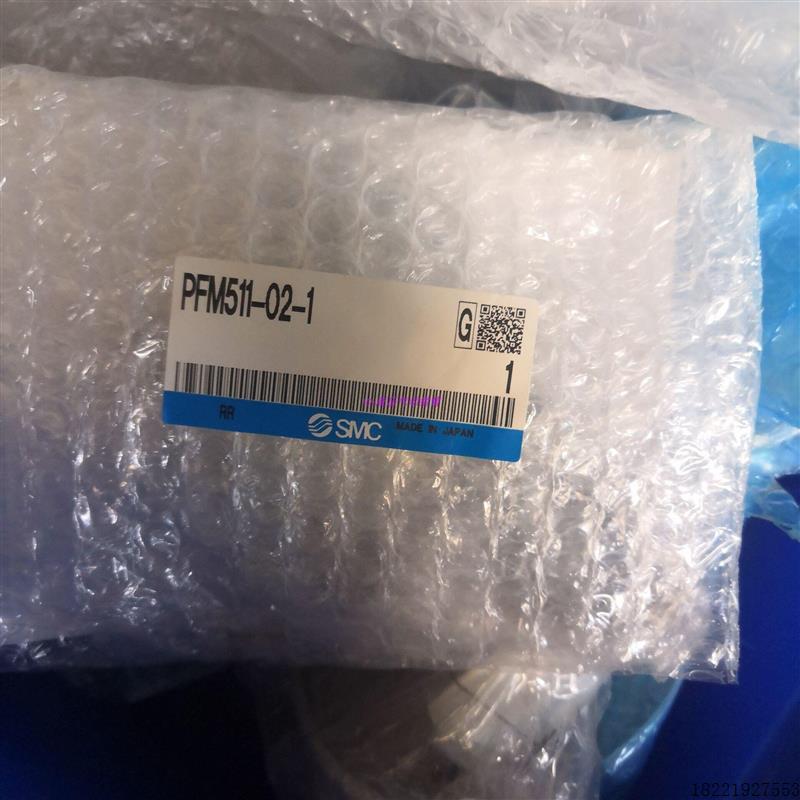 PFM511-02-1
G
1
RR
SMC
MADE IN JAPAN
18221927553